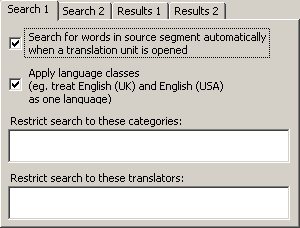 Search 1 Search 2 Results 1 Results 2
Search for words in source segment automatically
when a translation unit is opened
Apply language classes
(eg. treat English (UK) and English (USA)
as one language)
Restrict search to these categories:
Restrict search to these translators: